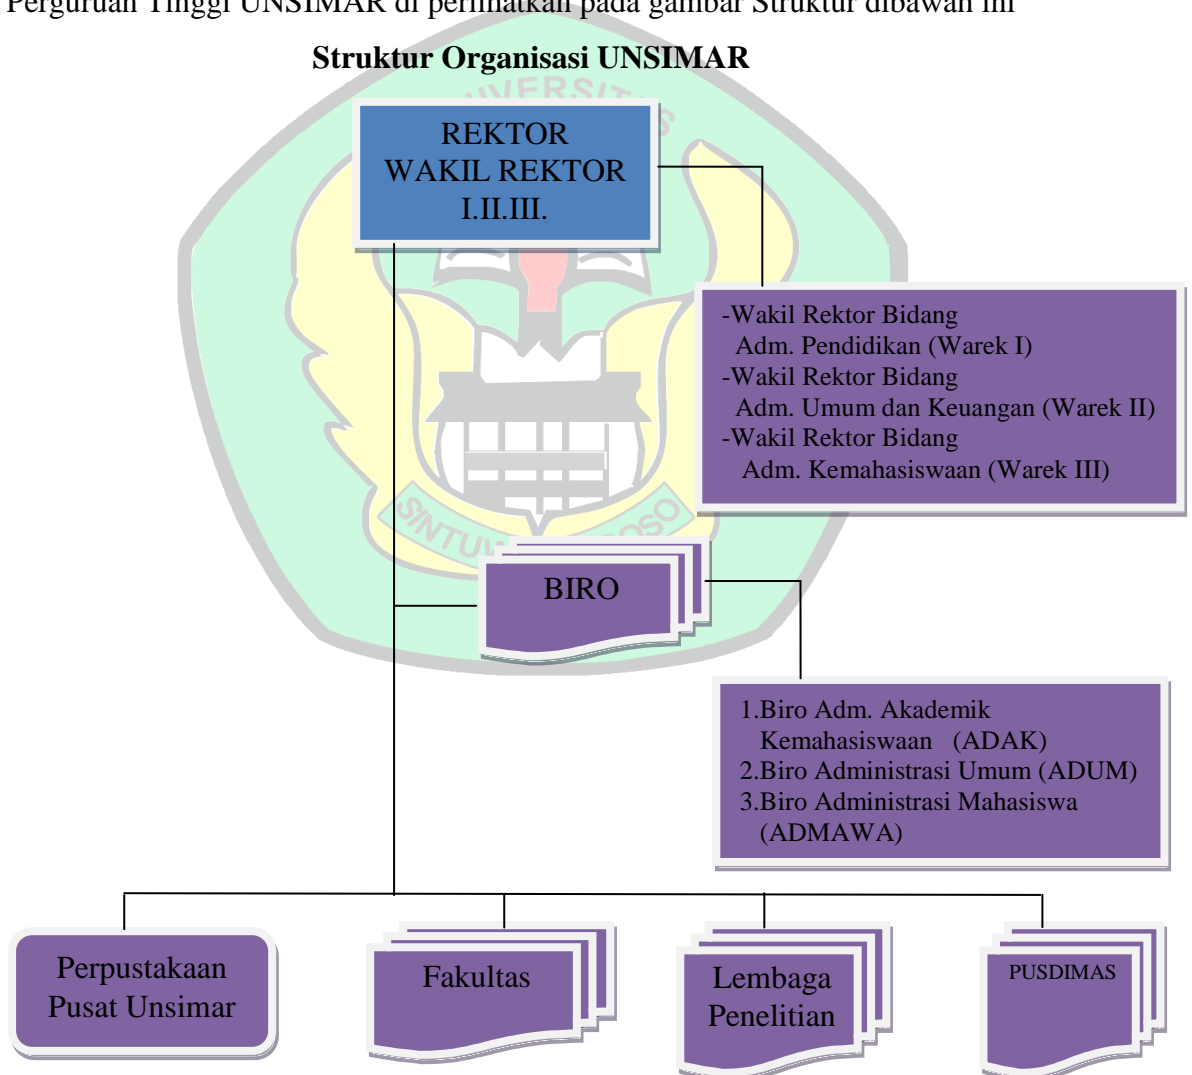 Perguruan Tinggi UNSIMAR di perlihatkan pada gambar Struktur dibawah ini
Struktur Organisasi UNSIMAR
REKTOR
WAKIL REKTOR
I.II.III.
-Wakil Rektor Bidang
Adm. Pendidikan (Warek I)
-Wakil Rektor Bidang
Adm. Umum dan Keuangan (Warek II)
-Wakil Rektor Bidang
Adm. Kemahasiswaan (Warek III)
BIRO
1.Biro Adm. Akademik
Kemahasiswaan (ADAK)
2.Biro Administrasi Umum (ADUM)
3.Biro Administrasi Mahasiswa
(ADMAWA)
Perpustakaan
Pusat Unsimar
Fakultas
Lembaga
Penelitian
PUSDIMAS